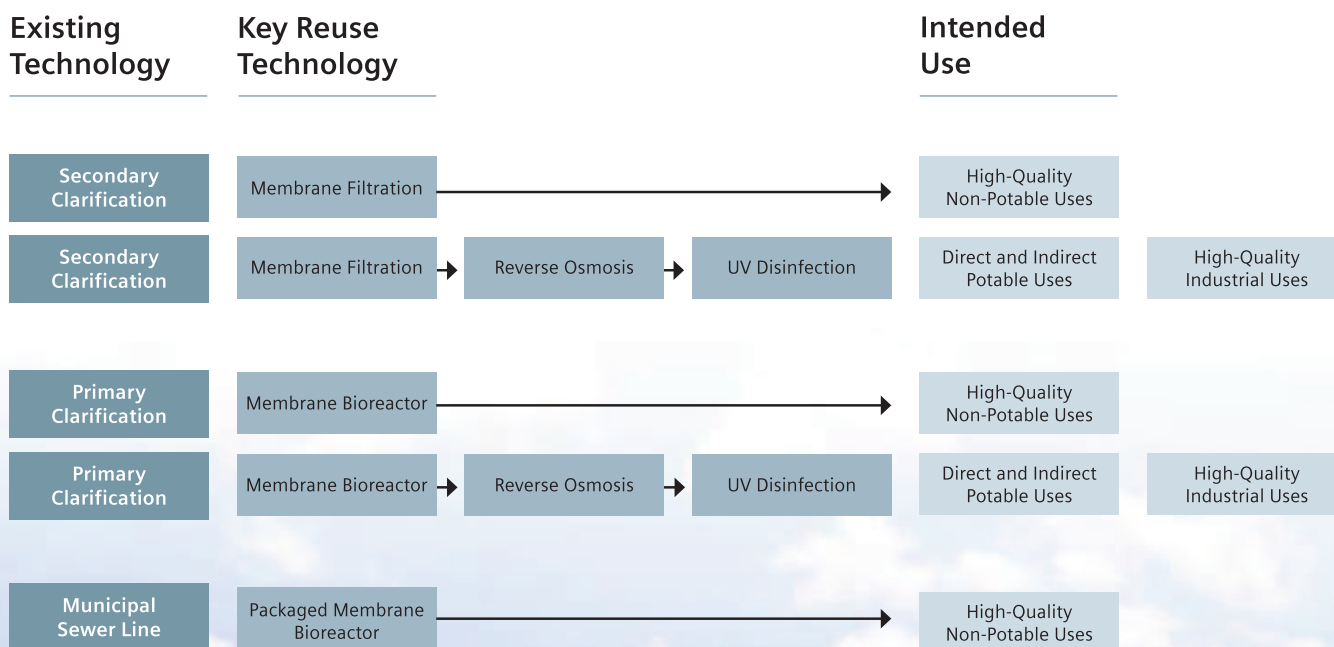 Existing
Technology
Key Reuse
Technology
Intended
Use
Secondary
Clarification
Membrane Filtration
High-Quality
Non-Potable Uses
Secondary
Clarification
Membrane Filtration
Reverse Osmosis
UV Disinfection
Direct and Indirect
Potable Uses
High-Quality
Industrial Uses
Primary
Clarification
Membrane Bioreactor
High-Quality
Non-Potable Uses
Primary
Clarification
Membrane Bioreactor
Reverse Osmosis
UV Disinfection
Direct and Indirect
Potable Uses
High-Quality
Industrial Uses
Municipal
Sewer Line
Packaged Membrane
Bioreactor
High-Quality
Non-Potable Uses